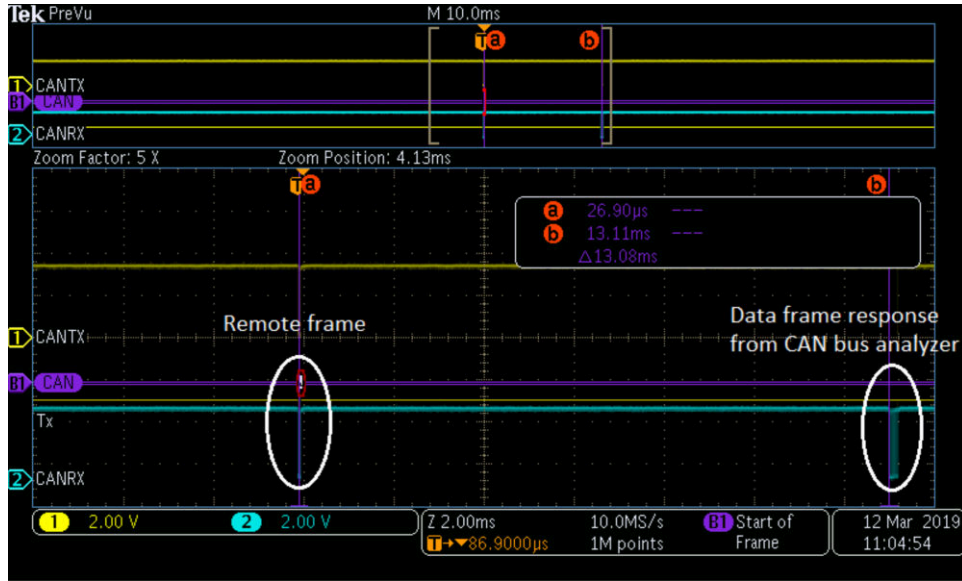 Tek PreVu M 10.0ms
T a b
1 CANTX
B1 CAN
2 CANRX
Zoom Factor: 5 X Zoom Position: 4.13ms
T a b
a 26.90µs ---
b 13.11ms ---
△13.08ms
Remote frame
Data frame response
from CAN bus analyzer
1 CANTX
B1 CAN
!
Tx
2 CANRX
1 2.00 V 2 2.00 V Z 2.00ms 10.0MS/s B1 Start of 12 Mar 2019
T→▼86.9000µs 1M points Frame 11:04:54